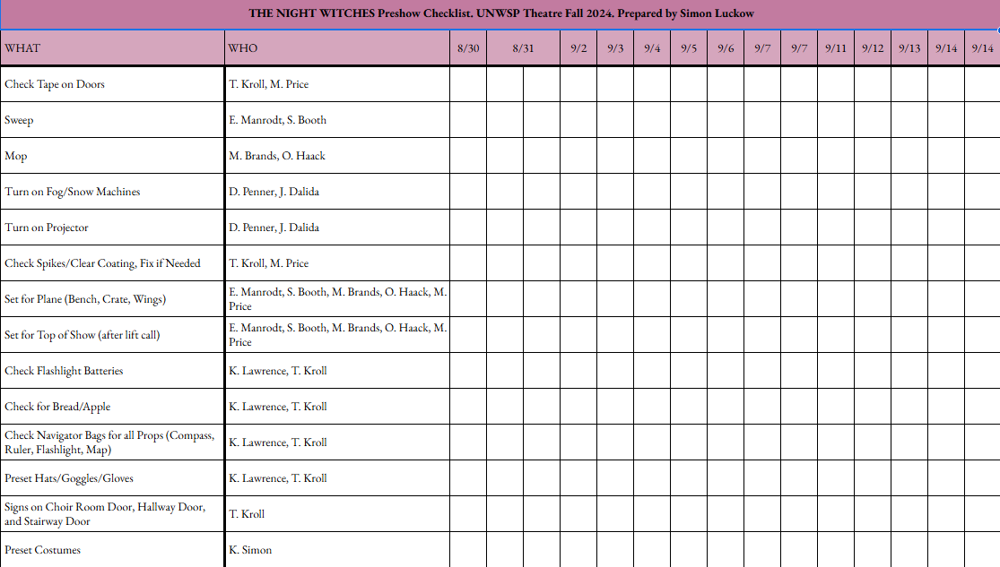 THE NIGHT WITCHES Preshow Checklist. UNWSP Theatre Fall 2024. Prepared by Simon Luckow
WHAT WHO 8/30 8/31 9/2 9/3 9/4 9/5 9/6 9/7 9/7 9/11 9/12 9/13 9/14 9/14
Check Tape on Doors T. Kroll, M. Price
Sweep E. Manrodt, S. Booth
Mop M. Brands, O. Haack
Turn on Fog/Snow Machines D. Penner, J. Dalida
Turn on Projector D. Penner, J. Dalida
Check Spikes/Clear Coating, Fix if Needed T. Kroll, M. Price
Set for Plane (Bench, Crate, Wings) E. Manrodt, S. Booth, M. Brands, O. Haack, M.
Price
Set for Top of Show (after lift call) E. Manrodt, S. Booth, M. Brands, O. Haack, M.
Price
Check Flashlight Batteries K. Lawrence, T. Kroll
Check for Bread/Apple K. Lawrence, T. Kroll
Check Navigator Bags for all Props (Compass,
Ruler, Flashlight, Map) K. Lawrence, T. Kroll
Preset Hats/Goggles/Gloves K. Lawrence, T. Kroll
Signs on Choir Room Door, Hallway Door,
and Stairway Door T. Kroll
Preset Costumes K. Simon